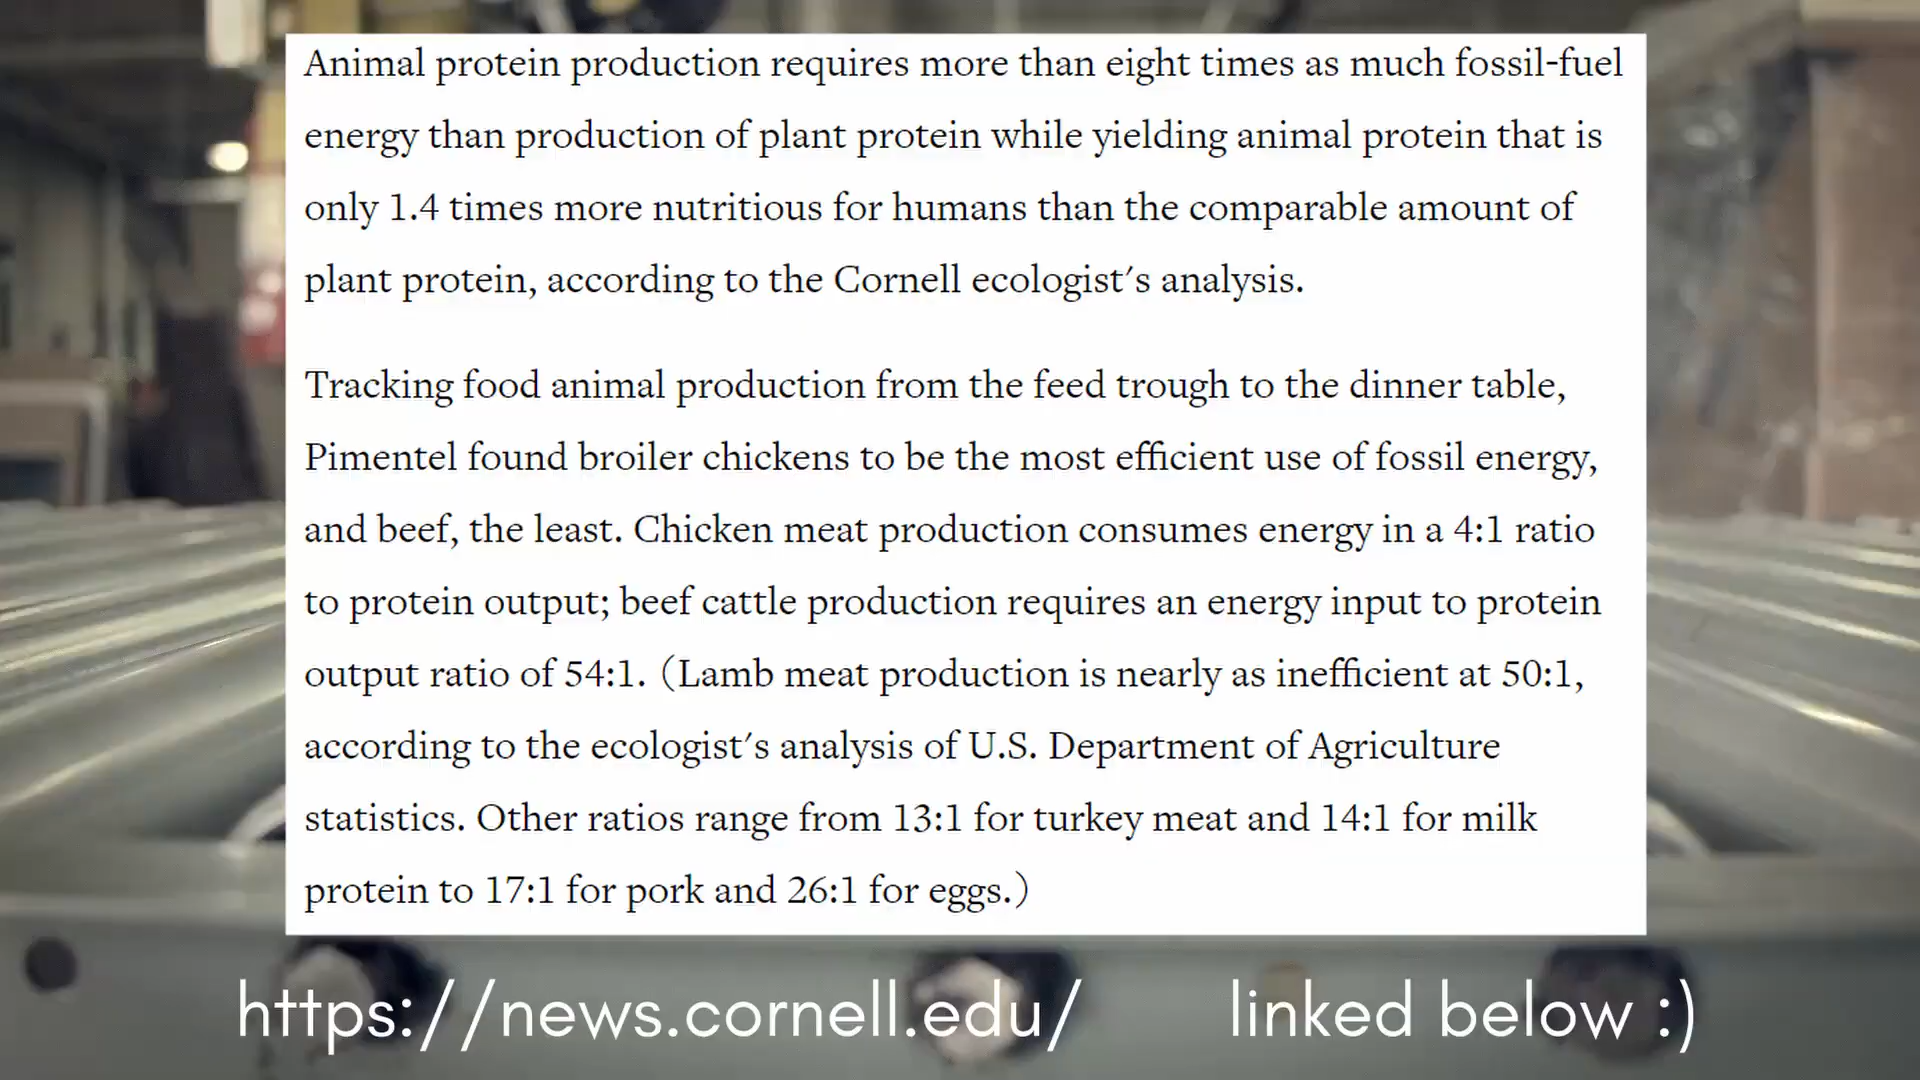 Animal protein production requires more than eight times as much fossil-fuel
energy than production of plant protein while yielding animal protein that is
only 1.4 times more nutritious for humans than the comparable amount of
plant protein, according to the Cornell ecologist's analysis.
Tracking food animal production from the feed trough to the dinner table,
Pimentel found broiler chickens to be the most efficient use of fossil energy,
and beef, the least. Chicken meat production consumes energy in a 4:1 ratio
to protein output; beef cattle production requires an energy input to protein
output ratio of 54:1. (Lamb meat production is nearly as inefficient at 50:1,
according to the ecologist's analysis of U.S. Department of Agriculture
statistics. Other ratios range from 13:1 for turkey meat and 14:1 for milk
protein to 17:1 for pork and 26:1 for eggs.)
https://news.cornell.edu/ linked below :)